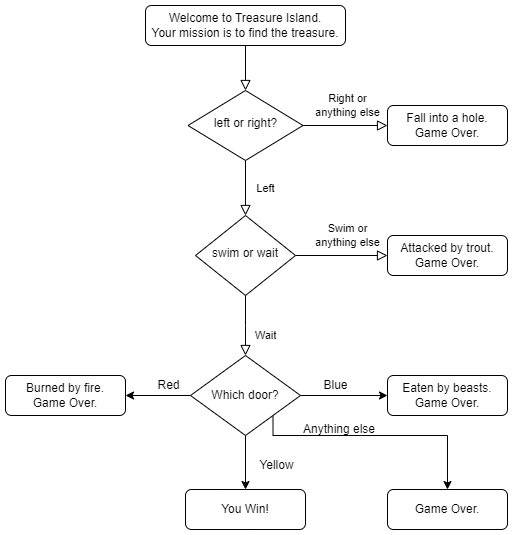 Welcome to Treasure Island.
Your mission is to find the treasure.
left or right?
Right or
anything else
Fall into a hole.
Game Over.
Left
swim or wait
Swim or
anything else
Attacked by trout.
Game Over.
Wait
Burned by fire.
Game Over.
Red
Which door?
Blue
Eaten by beasts.
Game Over.
Anything else
Yellow
You Win!
Game Over.